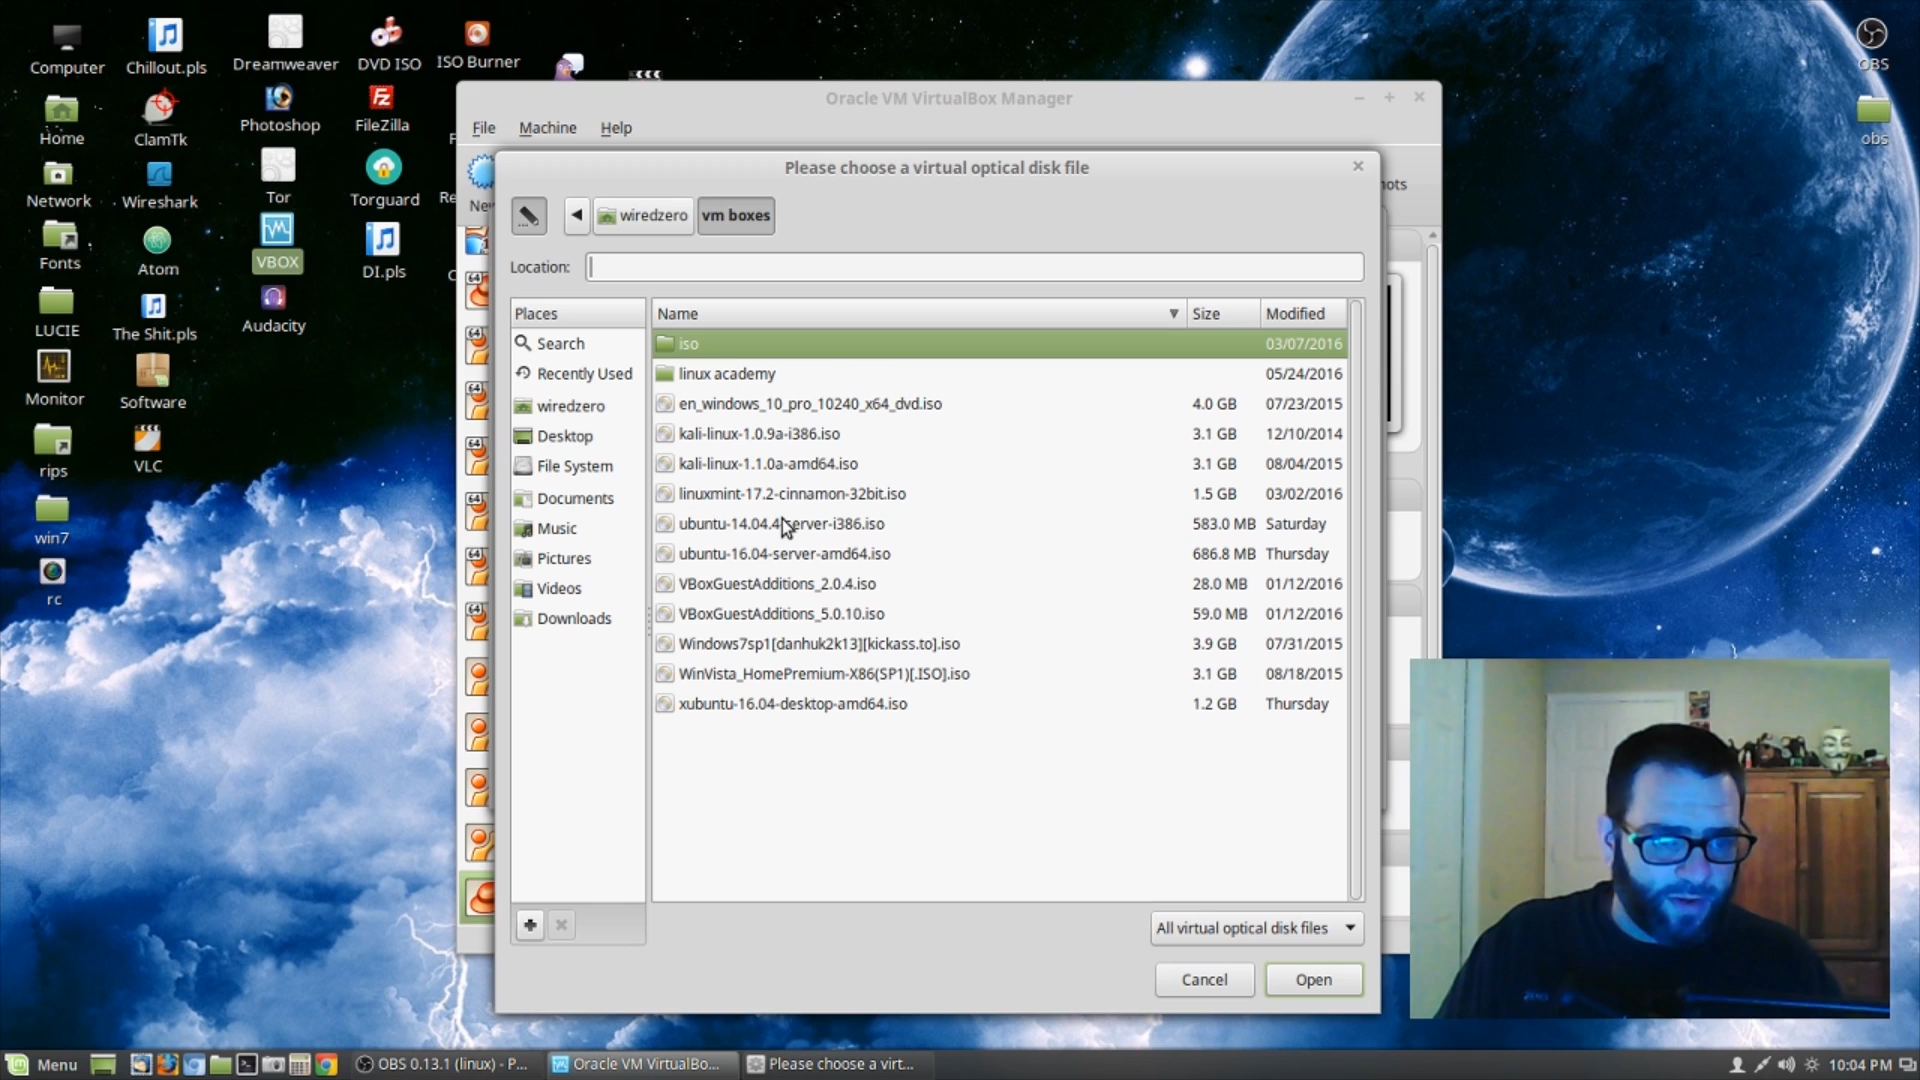 Computer
Chillout.pls
Dreamweaver
DVD ISO
ISO Burner
OBS
Home
ClamTk
Photoshop
FileZilla
obs
Network
Wireshark
Tor
Torguard
Fonts
Atom
VBOX
DI.pls
LUCIE
The Shit.pls
Audacity
Monitor
Software
rips
VLC
win7
rc
Oracle VM VirtualBox Manager
File Machine Help
Please choose a virtual optical disk file
wiredzero vm boxes
Location:
Places
Search
Recently Used
wiredzero
Desktop
File System
Documents
Music
Pictures
Videos
Downloads
Name Size Modified
iso 03/07/2016
linux academy 05/24/2016
en_windows_10_pro_10240_x64_dvd.iso 4.0 GB 07/23/2015
kali-linux-1.0.9a-i386.iso 3.1 GB 12/10/2014
kali-linux-1.1.0a-amd64.iso 3.1 GB 08/04/2015
linuxmint-17.2-cinnamon-32bit.iso 1.5 GB 03/02/2016
ubuntu-14.04.4-server-i386.iso 583.0 MB Saturday
ubuntu-16.04-server-amd64.iso 686.8 MB Thursday
VBoxGuestAdditions_2.0.4.iso 28.0 MB 01/12/2016
VBoxGuestAdditions_5.0.10.iso 59.0 MB 01/12/2016
Windows7sp1[danhuk2k13][kickass.to].iso 3.9 GB 07/31/2015
WinVista_HomePremium-X86(SP1)[.ISO].iso 3.1 GB 08/18/2015
xubuntu-16.04-desktop-amd64.iso 1.2 GB Thursday
All virtual optical disk files
Cancel Open
Menu
OBS 0.13.1 (linux) - P...
Oracle VM VirtualBo...
Please choose a virt...
10:04 PM